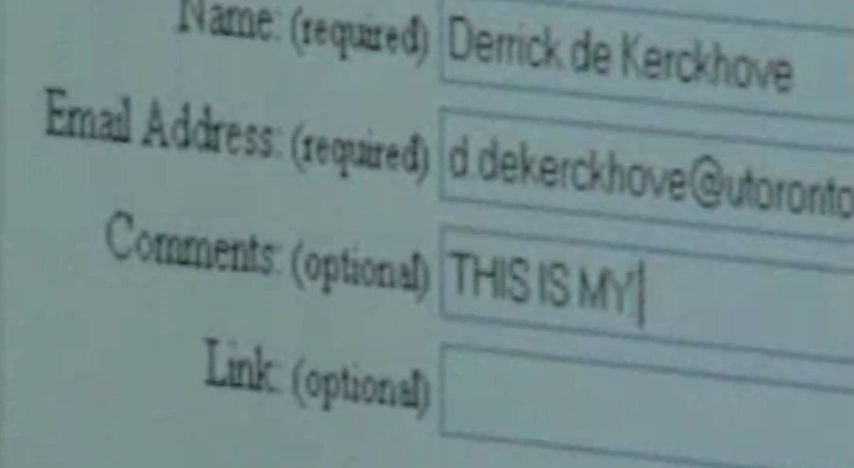 Name: (required) Derrick de Kerckhove
Email Address: (required) d.dekerckhove@utoronto
Comments: (optional) THIS IS MY
Link: (optional)